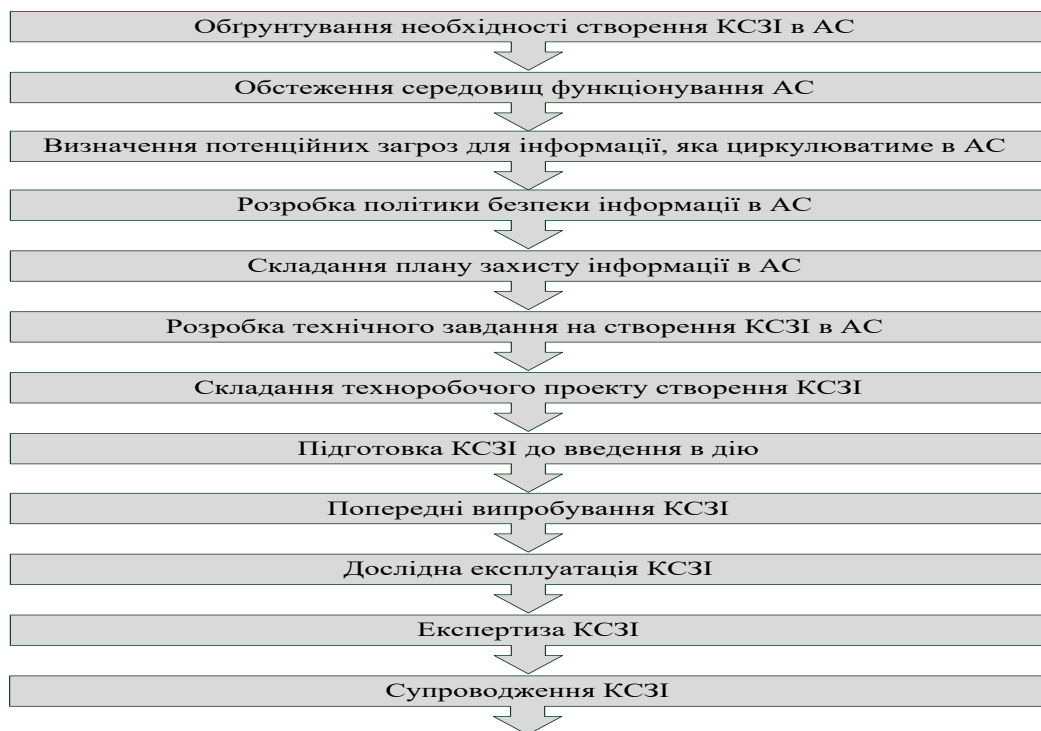 Обґрунтування необхідності створення КСЗІ в АС
Обстеження середовищ функціонування АС
Визначення потенційних загроз для інформації, яка циркулюватиме в АС
Розробка політики безпеки інформації в АС
Складання плану захисту інформації в АС
Розробка технічного завдання на створення КСЗІ в АС
Складання техноробочого проекту створення КСЗІ
Підготовка КСЗІ до введення в дію
Попередні випробування КСЗІ
Дослідна експлуатація КСЗІ
Експертиза КСЗІ
Супроводження КСЗІ